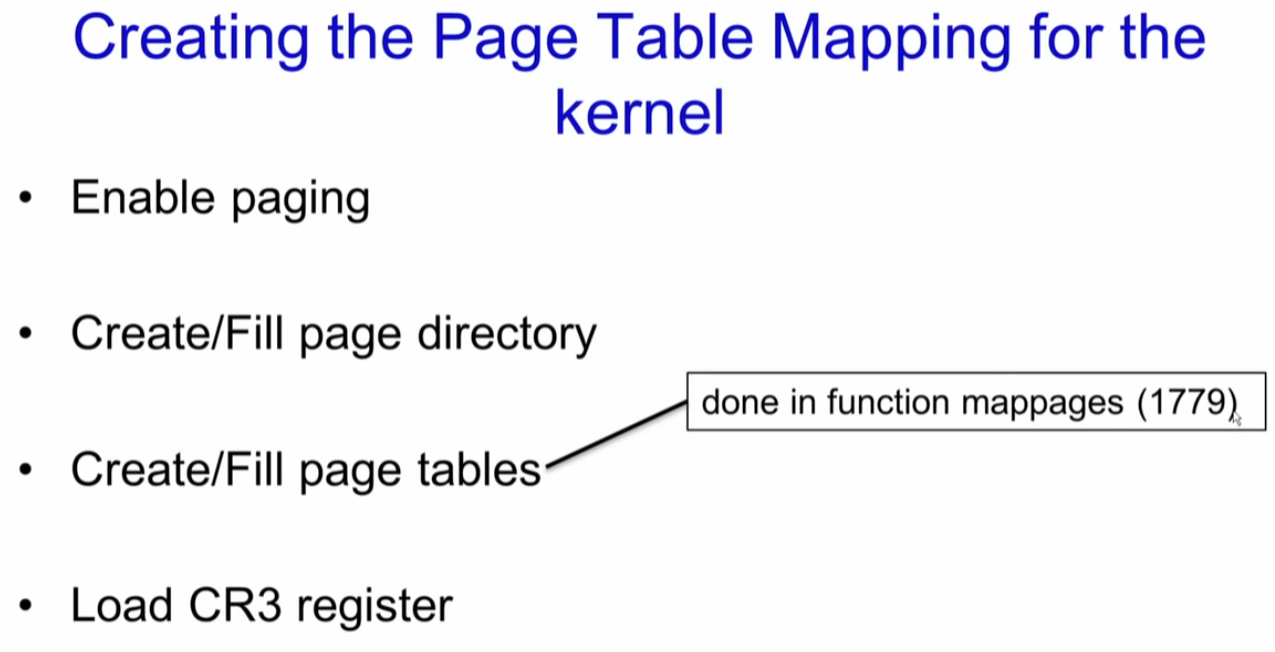 Creating the Page Table Mapping for the
kernel
• Enable paging
• Create/Fill page directory
done in function mappages (1779)
• Create/Fill page tables
• Load CR3 register